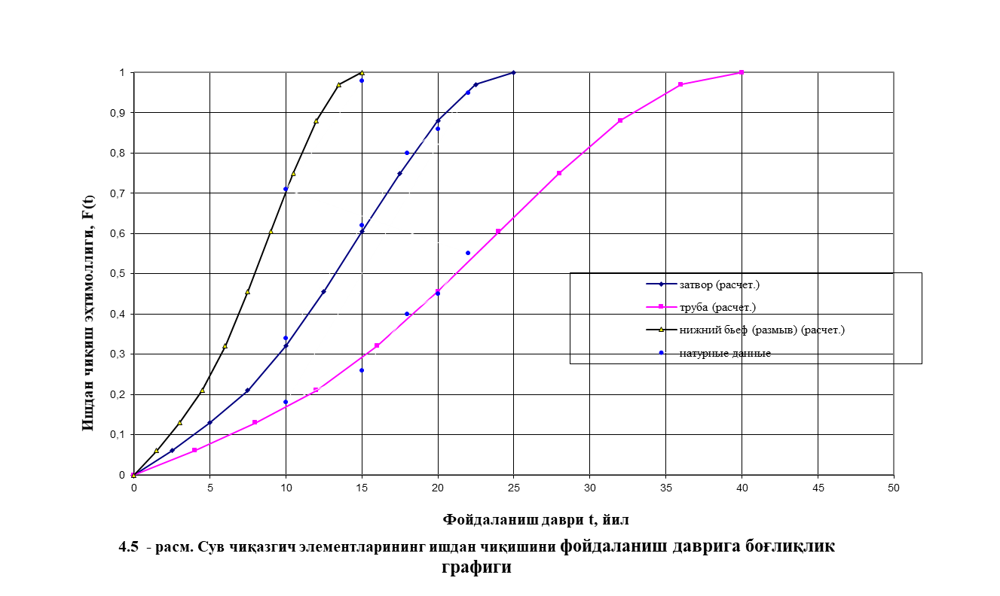 1
0,9
0,8
0,7
0,6
0,5
0,4
0,3
0,2
0,1
0
Ишдан чиқиш эҳтимоллиги, F(t)
затвор (расчет.)
труба (расчет.)
нижний бьеф (размыв) (расчет.)
натурные данные
0 5 10 15 20 25 30 35 40 45 50
Фойдаланиш даври t, йил
4.5 - расм. Сув чиқазгич элементларининг ишдан чиқишини фойдаланиш даврига боғлиқлик
графиги